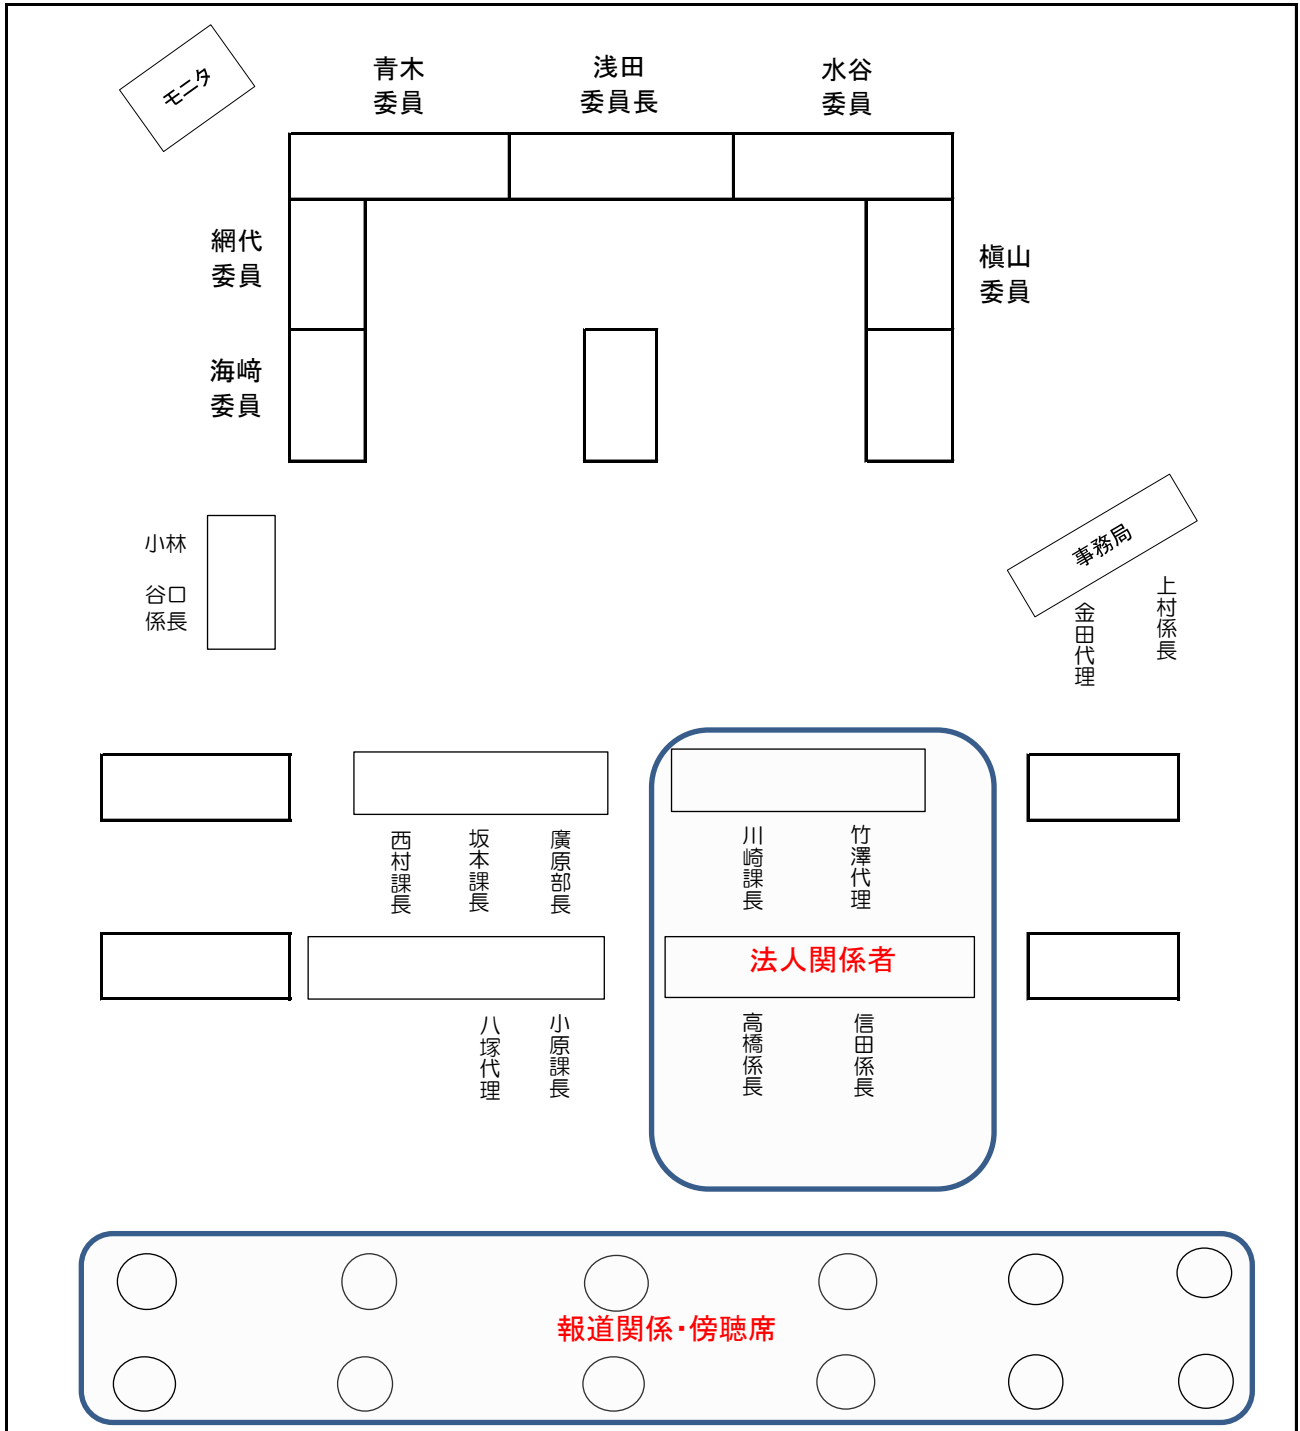 モニタ
青木
委員
浅田
委員長
水谷
委員
網代
委員
槇山
委員
海﨑
委員
小林
谷口
係長
事務局
金田代理
上村係長
西村課長
坂本課長
廣原部長
川崎課長
竹澤代理
法人関係者
八塚代理
小原課長
高橋係長
信田係長
報道関係・傍聴席